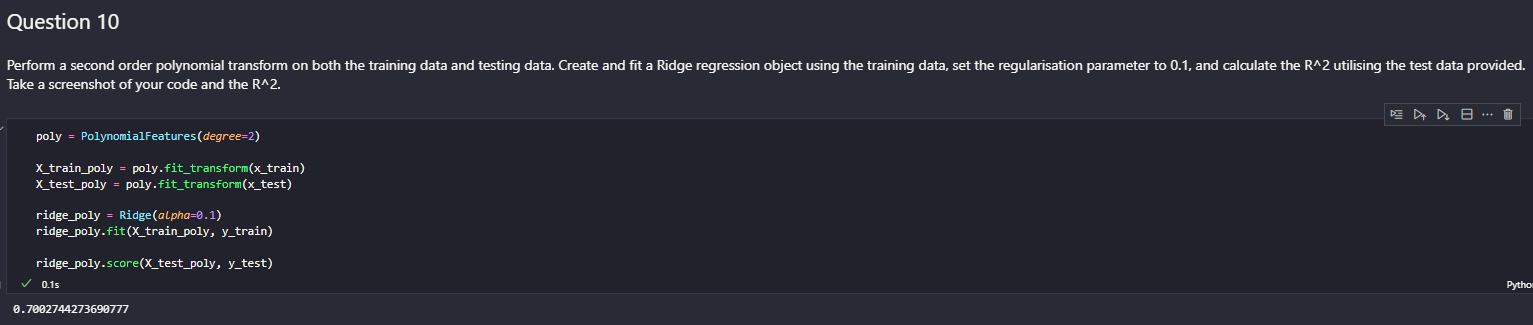 Question 10
Perform a second order polynomial transform on both the training data and testing data. Create and fit a Ridge regression object using the training data, set the regularisation parameter to 0.1, and calculate the R^2 utilising the test data provided.
Take a screenshot of your code and the R^2.
poly = PolynomialFeatures(degree=2)
X_train_poly = poly.fit_transform(x_train)
X_test_poly = poly.fit_transform(x_test)
ridge_poly = Ridge(alpha=0.1)
ridge_poly.fit(X_train_poly, y_train)
ridge_poly.score(X_test_poly, y_test)
0.1s
Pytho
0.7002744273690777